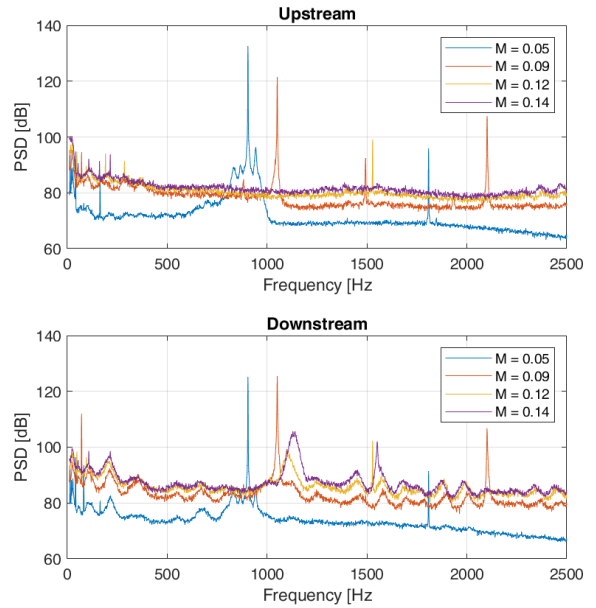 Upstream
140
120
100
80
60
PSD [dB]
M = 0.05
M = 0.09
M = 0.12
M = 0.14
0 500 1000 1500 2000 2500
Frequency [Hz
Downstream
140
120
100
80
60
PSD [dB]
M = 0.05
M = 0.09
M = 0.12
M = 0.14
0 500 1000 1500 2000 2500
Frequency [Hz